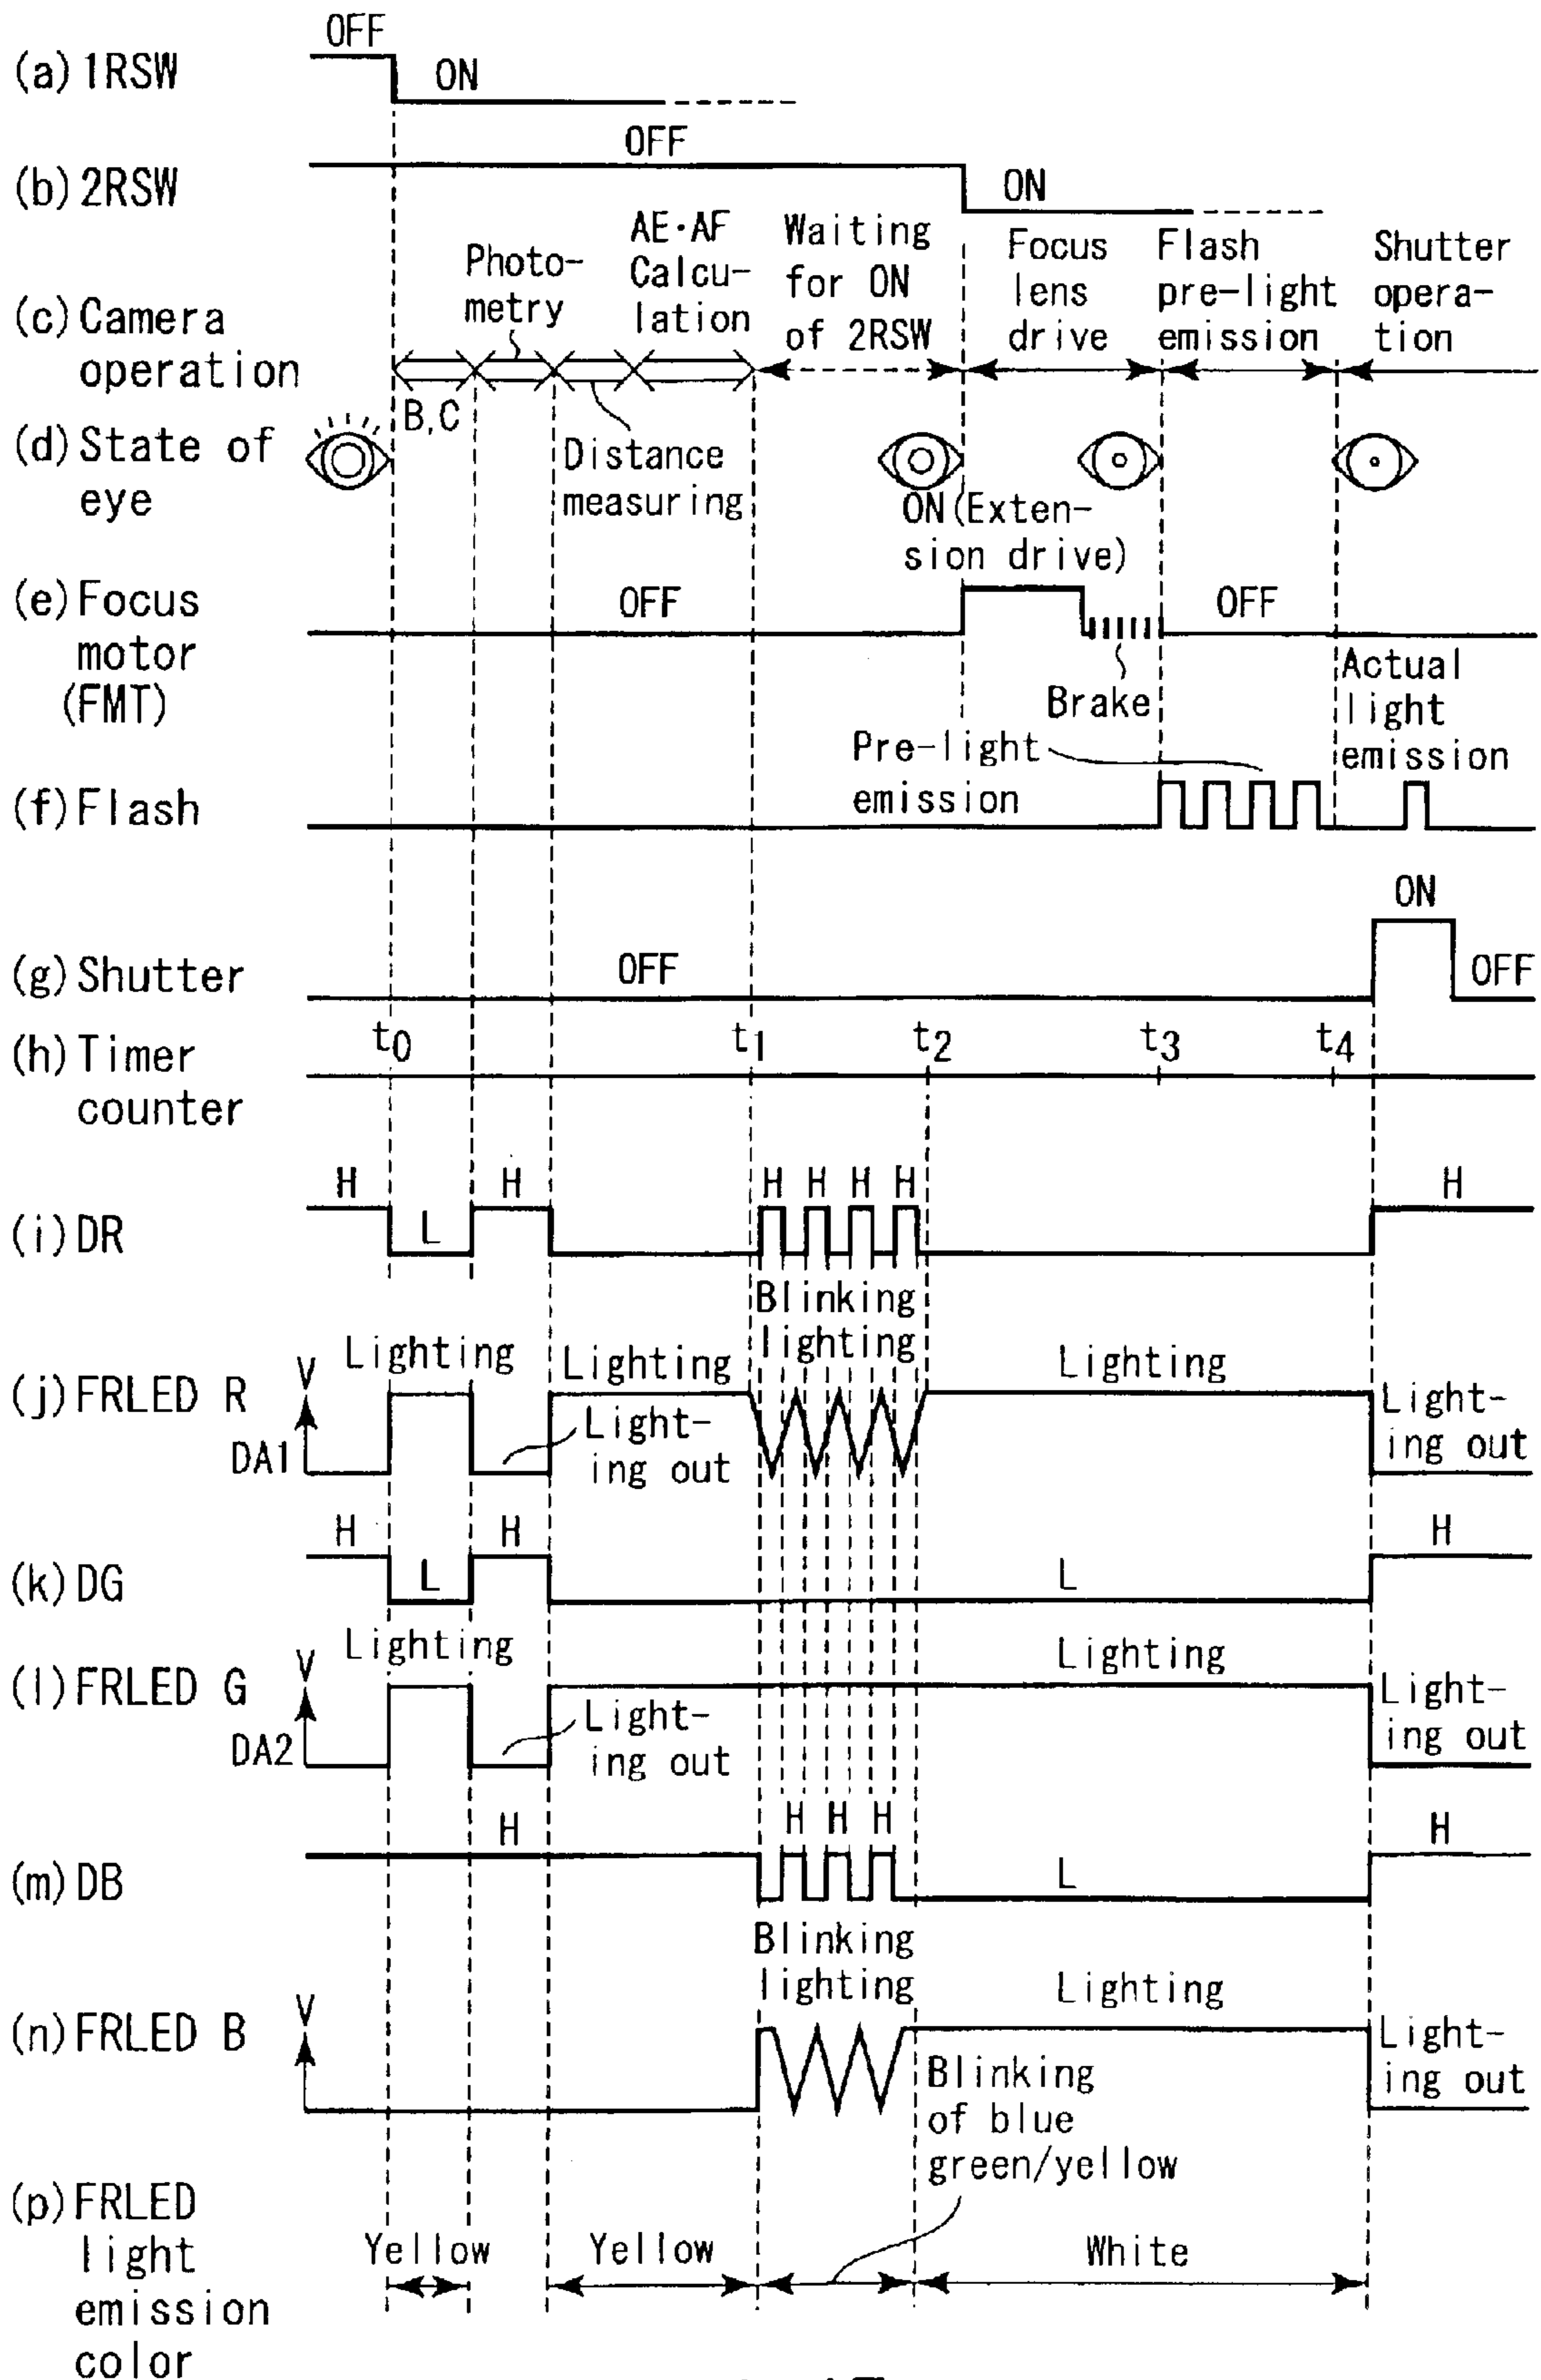 OFF
(a) 1RSW
ON
OFF
(b) 2RSW
ON
(c) Camera
operation
Photo-
metry
AE·AF
Calcu-
lation
Waiting
for ON
of 2RSW
Focus
lens
drive
Flash
pre-light
emission
Shutter
opera-
tion
B,C
Distance
measuring
(d) State of
eye
ON(Exten-
sion drive)
(e) Focus
motor
(FMT)
OFF
OFF
Brake
Pre-light
emission
Actual
light
emission
(f) Flash
ON
(g) Shutter
OFF
OFF
(h) Timer
counter
t0 t1 t2 t3 t4
H H H H H H H
(i) DR
L
Blinking
lighting
(j) FRLED R
V
DA1
Lighting
Lighting
Lighting
Light-
ing out
Light-
ing out
H H H
(k) DG
L L
(l) FRLED G
V
DA2
Lighting
Lighting
Light-
ing out
Light-
ing out
H H H H H
(m) DB
L
Blinking
lighting
Lighting
(n) FRLED B
V
Light-
ing out
Blinking
of blue
green/yellow
(p) FRLED
light
emission
color
Yellow Yellow White